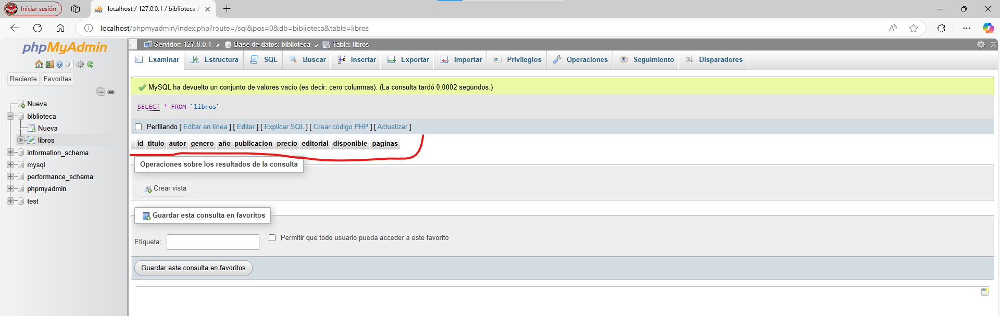 Iniciar sesión
localhost / 127.0.0.1 / biblioteca /
localhost/phpmyadmin/index.php?route=/sql&pos=0&db=biblioteca&table=libros
phpMyAdmin
Reciente Favoritas
Nueva
biblioteca
Nueva
libros
information_schema
mysql
performance_schema
phpmyadmin
test
Servidor: 127.0.0.1 » Base de datos: biblioteca » Tabla: libros
Examinar Estructura SQL Buscar Insertar Exportar Importar Privilegios Operaciones Seguimiento Disparadores
MySQL ha devuelto un conjunto de valores vacío (es decir: cero columnas). (La consulta tardó 0,0002 segundos.)
SELECT * FROM `libros`
Perfilando [ Editar en línea ] [ Editar ] [ Explicar SQL ] [ Crear código PHP ] [ Actualizar ]
id titulo autor genero año_publicacion precio editorial disponible paginas
Operaciones sobre los resultados de la consulta
Crear vista
Guardar esta consulta en favoritos
Etiqueta: Permitir que todo usuario pueda acceder a este favorito
Guardar esta consulta en favoritos